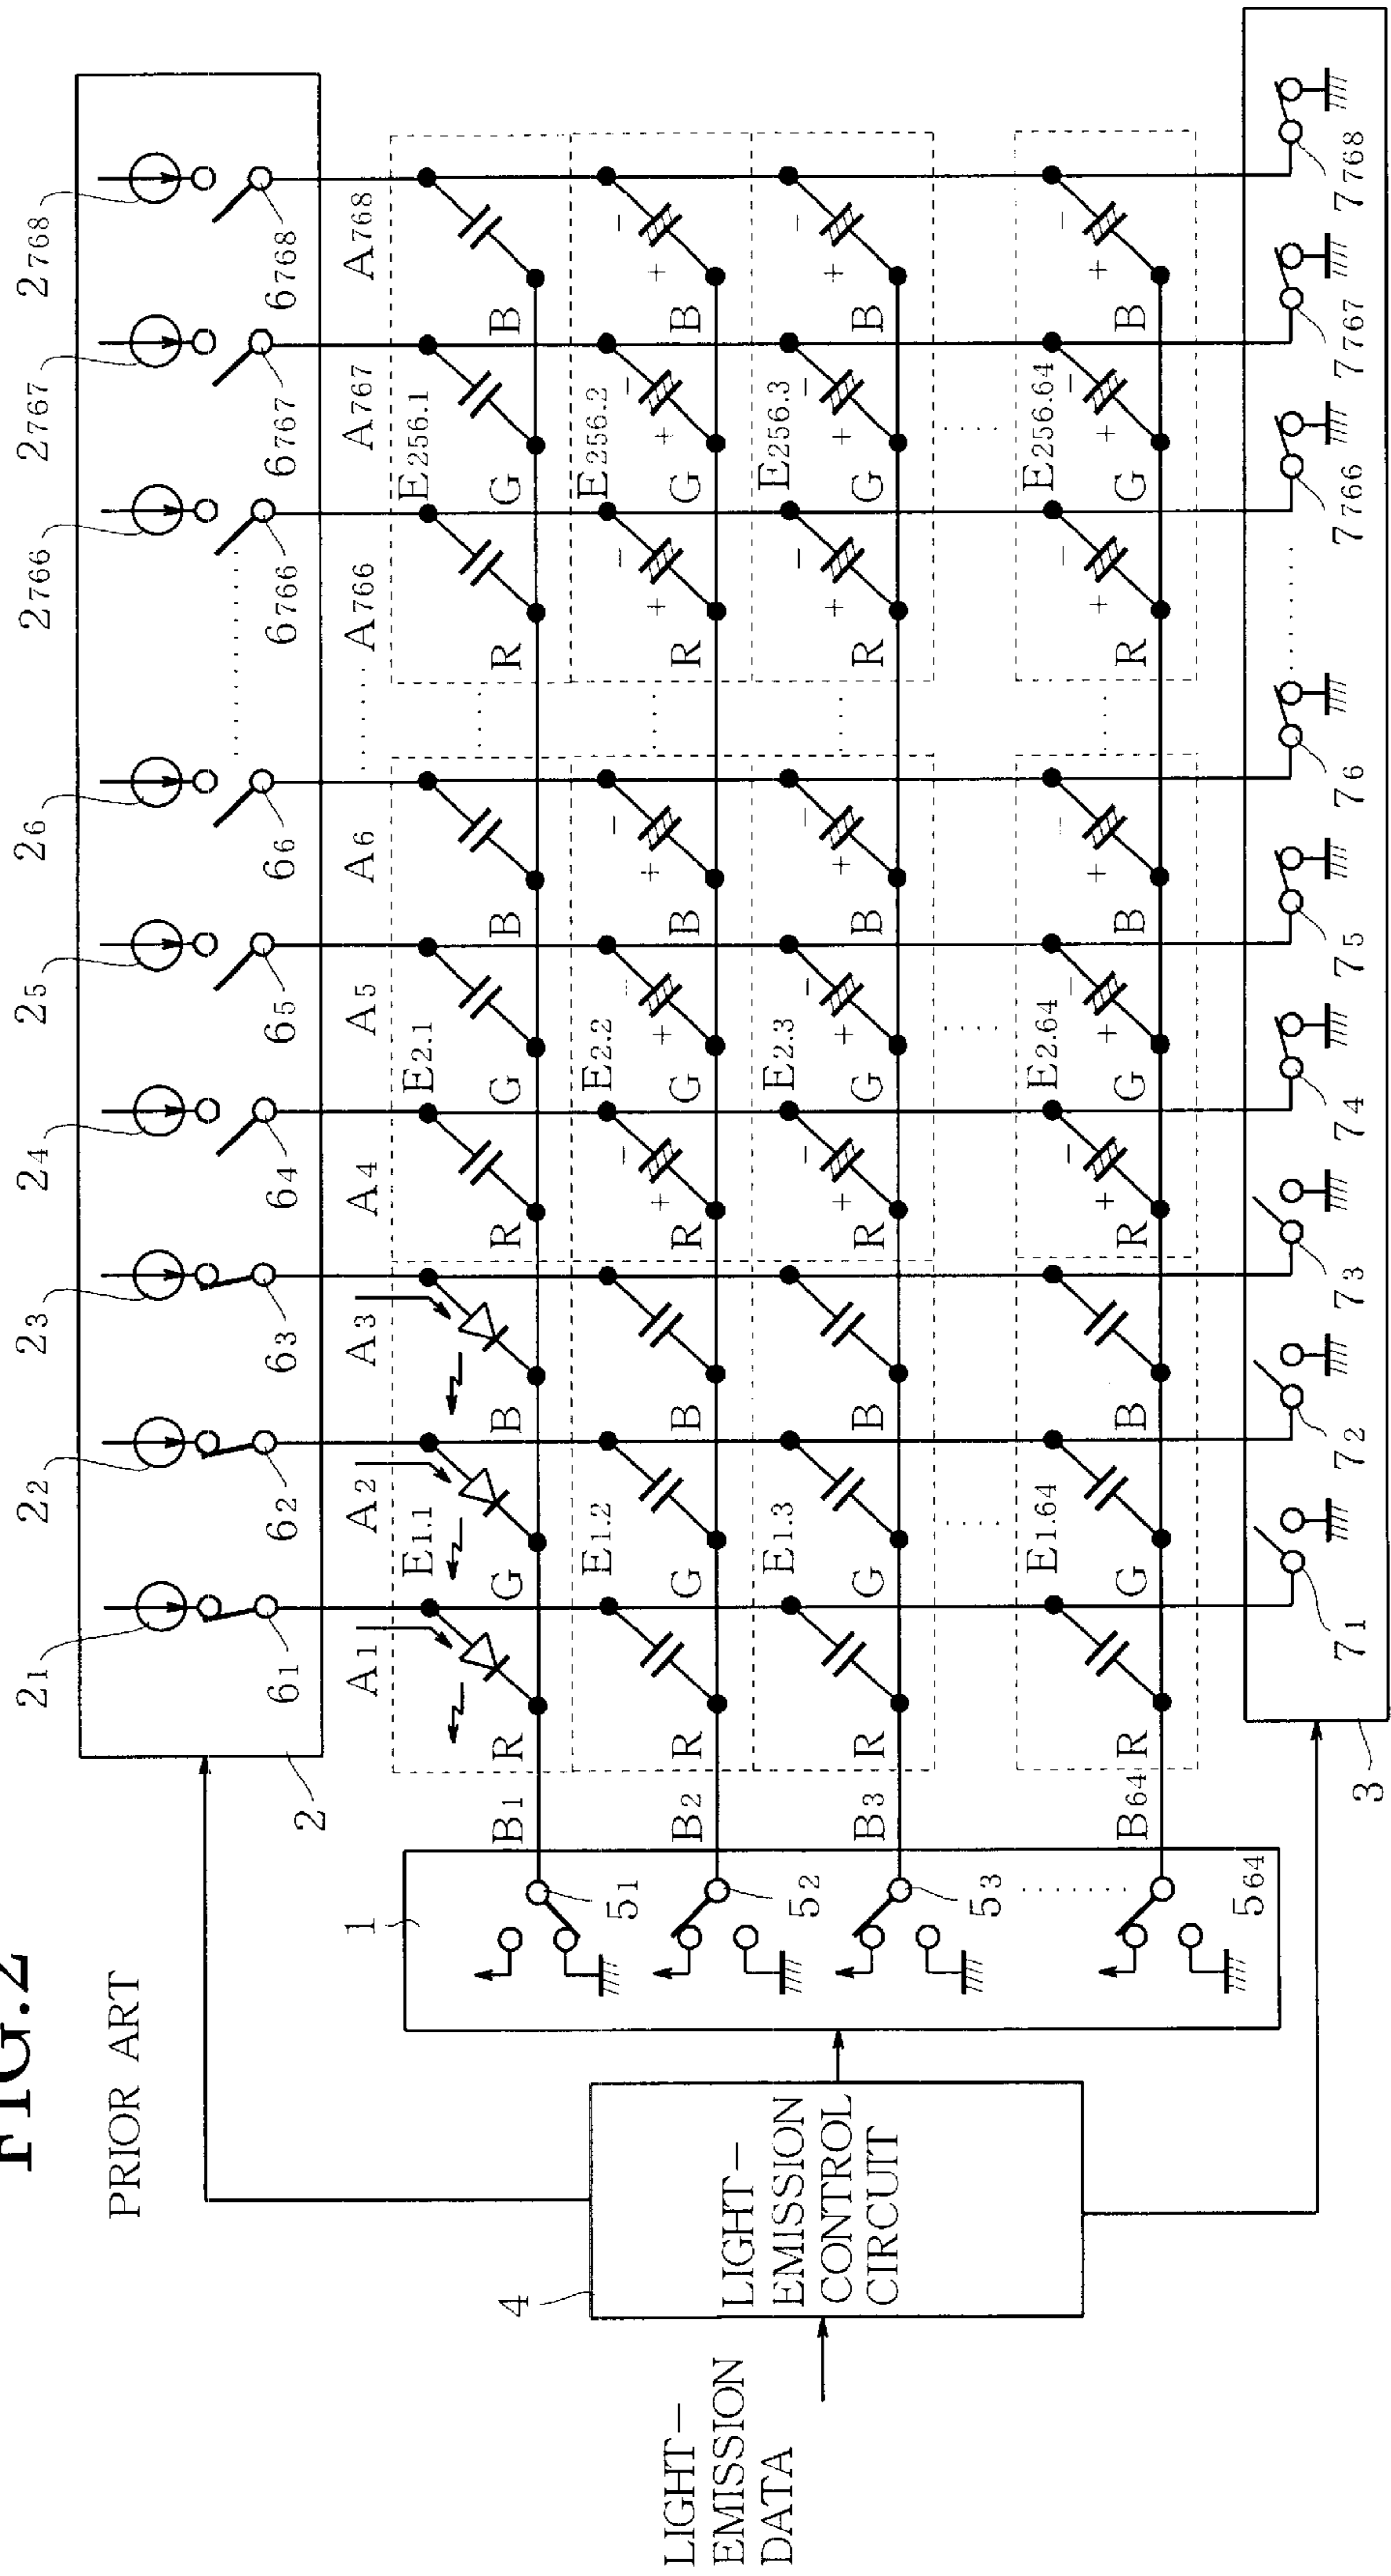 FIG.2
PRIOR ART
21 22 23 24 25 26 2766 2767 2768
61 62 63 64 65 66 6766 6767 6768
2
A1 A2 A3 A4 A5 A6 A766 A767 A768
1
E1.1 E2.1 E256.1
B1 R G B R G B R G B
51
E1.2 E2.2 E256.2
− − − − − −
+ + + + + +
B2 R G B R G B R G B
52
E1.3 E2.3 E256.3
− − − − − −
+ + + + + +
B3 R G B R G B R G B
53
E1.64 E2.64 E256.64
− − − − − −
+ + + + + +
B64 R G B R G B R G B
564
71 72 73 74 75 76 7766 7767 7768
3
4
LIGHT−
EMISSION
CONTROL
CIRCUIT
LIGHT−
EMISSION
DATA